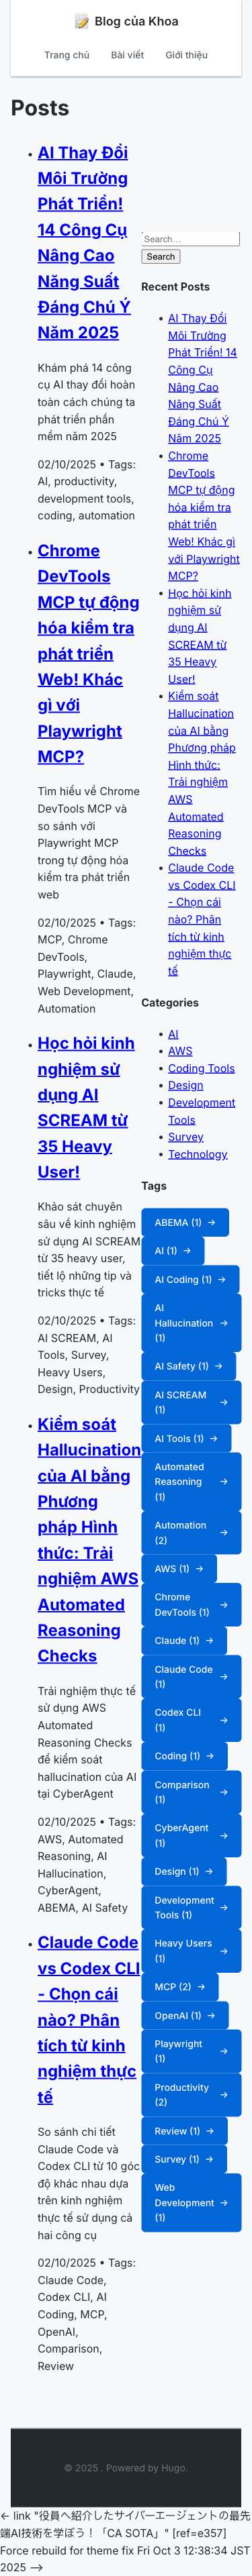 📝 Blog của Khoa
Trang chủ Bài viết Giới thiệu
Posts
AI Thay Đổi
Môi Trường
Phát Triển!
14 Công Cụ
Nâng Cao
Năng Suất
Đáng Chú Ý
Năm 2025
Khám phá 14 công
cụ AI thay đổi hoàn
toàn cách chúng ta
phát triển phần
mềm năm 2025
02/10/2025 • Tags:
AI, productivity,
development tools,
coding, automation
Chrome
DevTools
MCP tự động
hóa kiểm tra
phát triển
Web! Khác
gì với
Playwright
MCP?
Tìm hiểu về Chrome
DevTools MCP và
so sánh với
Playwright MCP
trong tự động hóa
kiểm tra phát triển
web
02/10/2025 • Tags:
MCP, Chrome
DevTools,
Playwright, Claude,
Web Development,
Automation
Học hỏi kinh
nghiệm sử
dụng AI
SCREAM từ
35 Heavy
User!
Khảo sát chuyên
sâu về kinh nghiệm
sử dụng AI SCREAM
từ 35 heavy user,
tiết lộ những tip và
tricks thực tế
02/10/2025 • Tags:
AI SCREAM, AI
Tools, Survey,
Heavy Users,
Design, Productivity
Kiểm soát
Hallucination
của AI bằng
Phương
pháp Hình
thức: Trải
nghiệm AWS
Automated
Reasoning
Checks
Trải nghiệm thực tế
sử dụng AWS
Automated
Reasoning Checks
để kiểm soát
hallucination của AI
tại CyberAgent
02/10/2025 • Tags:
AWS, Automated
Reasoning, AI
Hallucination,
CyberAgent,
ABEMA, AI Safety
Claude Code
vs Codex CLI
- Chọn cái
nào? Phân
tích từ kinh
nghiệm thực
tế
So sánh chi tiết
Claude Code và
Codex CLI từ 10 góc
độ khác nhau dựa
trên kinh nghiệm
thực tế sử dụng cả
hai công cụ
02/10/2025 • Tags:
Claude Code,
Codex CLI, AI
Coding, MCP,
OpenAI,
Comparison,
Review
Search...
Search
Recent Posts
AI Thay Đổi
Môi Trường
Phát Triển! 14
Công Cụ
Nâng Cao
Năng Suất
Đáng Chú Ý
Năm 2025
Chrome
DevTools
MCP tự động
hóa kiểm tra
phát triển
Web! Khác gì
với Playwright
MCP?
Học hỏi kinh
nghiệm sử
dụng AI
SCREAM từ
35 Heavy
User!
Kiểm soát
Hallucination
của AI bằng
Phương pháp
Hình thức:
Trải nghiệm
AWS
Automated
Reasoning
Checks
Claude Code
vs Codex CLI
- Chọn cái
nào? Phân
tích từ kinh
nghiệm thực
tế
Categories
AI
AWS
Coding Tools
Design
Development
Tools
Survey
Technology
Tags
ABEMA (1) →
AI (1) →
AI Coding (1) →
AI
Hallucination →
(1)
AI Safety (1) →
AI SCREAM →
(1)
AI Tools (1) →
Automated
Reasoning →
(1)
Automation →
(2)
AWS (1) →
Chrome →
DevTools (1)
Claude (1) →
Claude Code →
(1)
Codex CLI →
(1)
Coding (1) →
Comparison →
(1)
CyberAgent →
(1)
Design (1) →
Development →
Tools (1)
Heavy Users →
(1)
MCP (2) →
OpenAI (1) →
Playwright →
(1)
Productivity →
(2)
Review (1) →
Survey (1) →
Web
Development →
(1)
© 2025 . Powered by Hugo.
← link "役員へ紹介したサイバーエージェントの最先
端AI技術を学ぼう！「CA SOTA」" [ref=e357]
Force rebuild for theme fix Fri Oct 3 12:38:34 JST
2025 —>